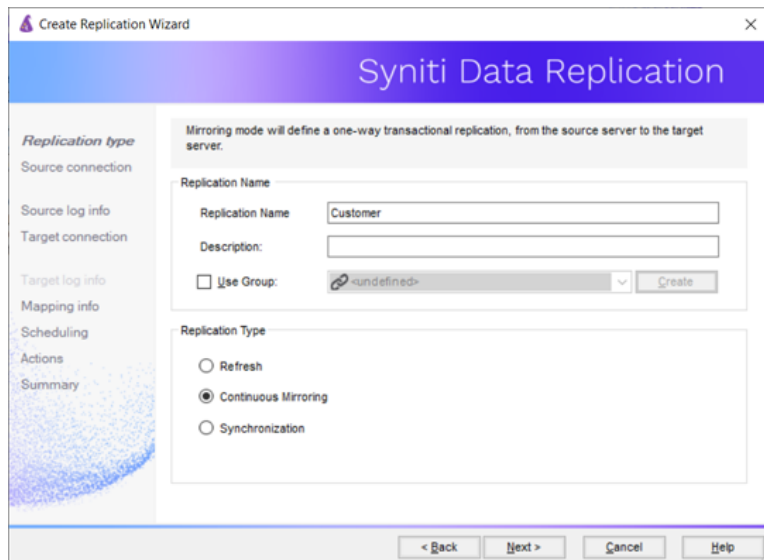 Create Replication Wizard
Syniti Data Replication
Replication type
Source connection
Source log info
Target connection
Target log info
Mapping info
Scheduling
Actions
Summary
Mirroring mode will define a one-way transactional replication, from the source server to the target
server.
Replication Name
Replication Name Customer
Description:
Use Group: <undefined> Create
Replication Type
Refresh
Continuous Mirroring
Synchronization
< Back Next > Cancel Help